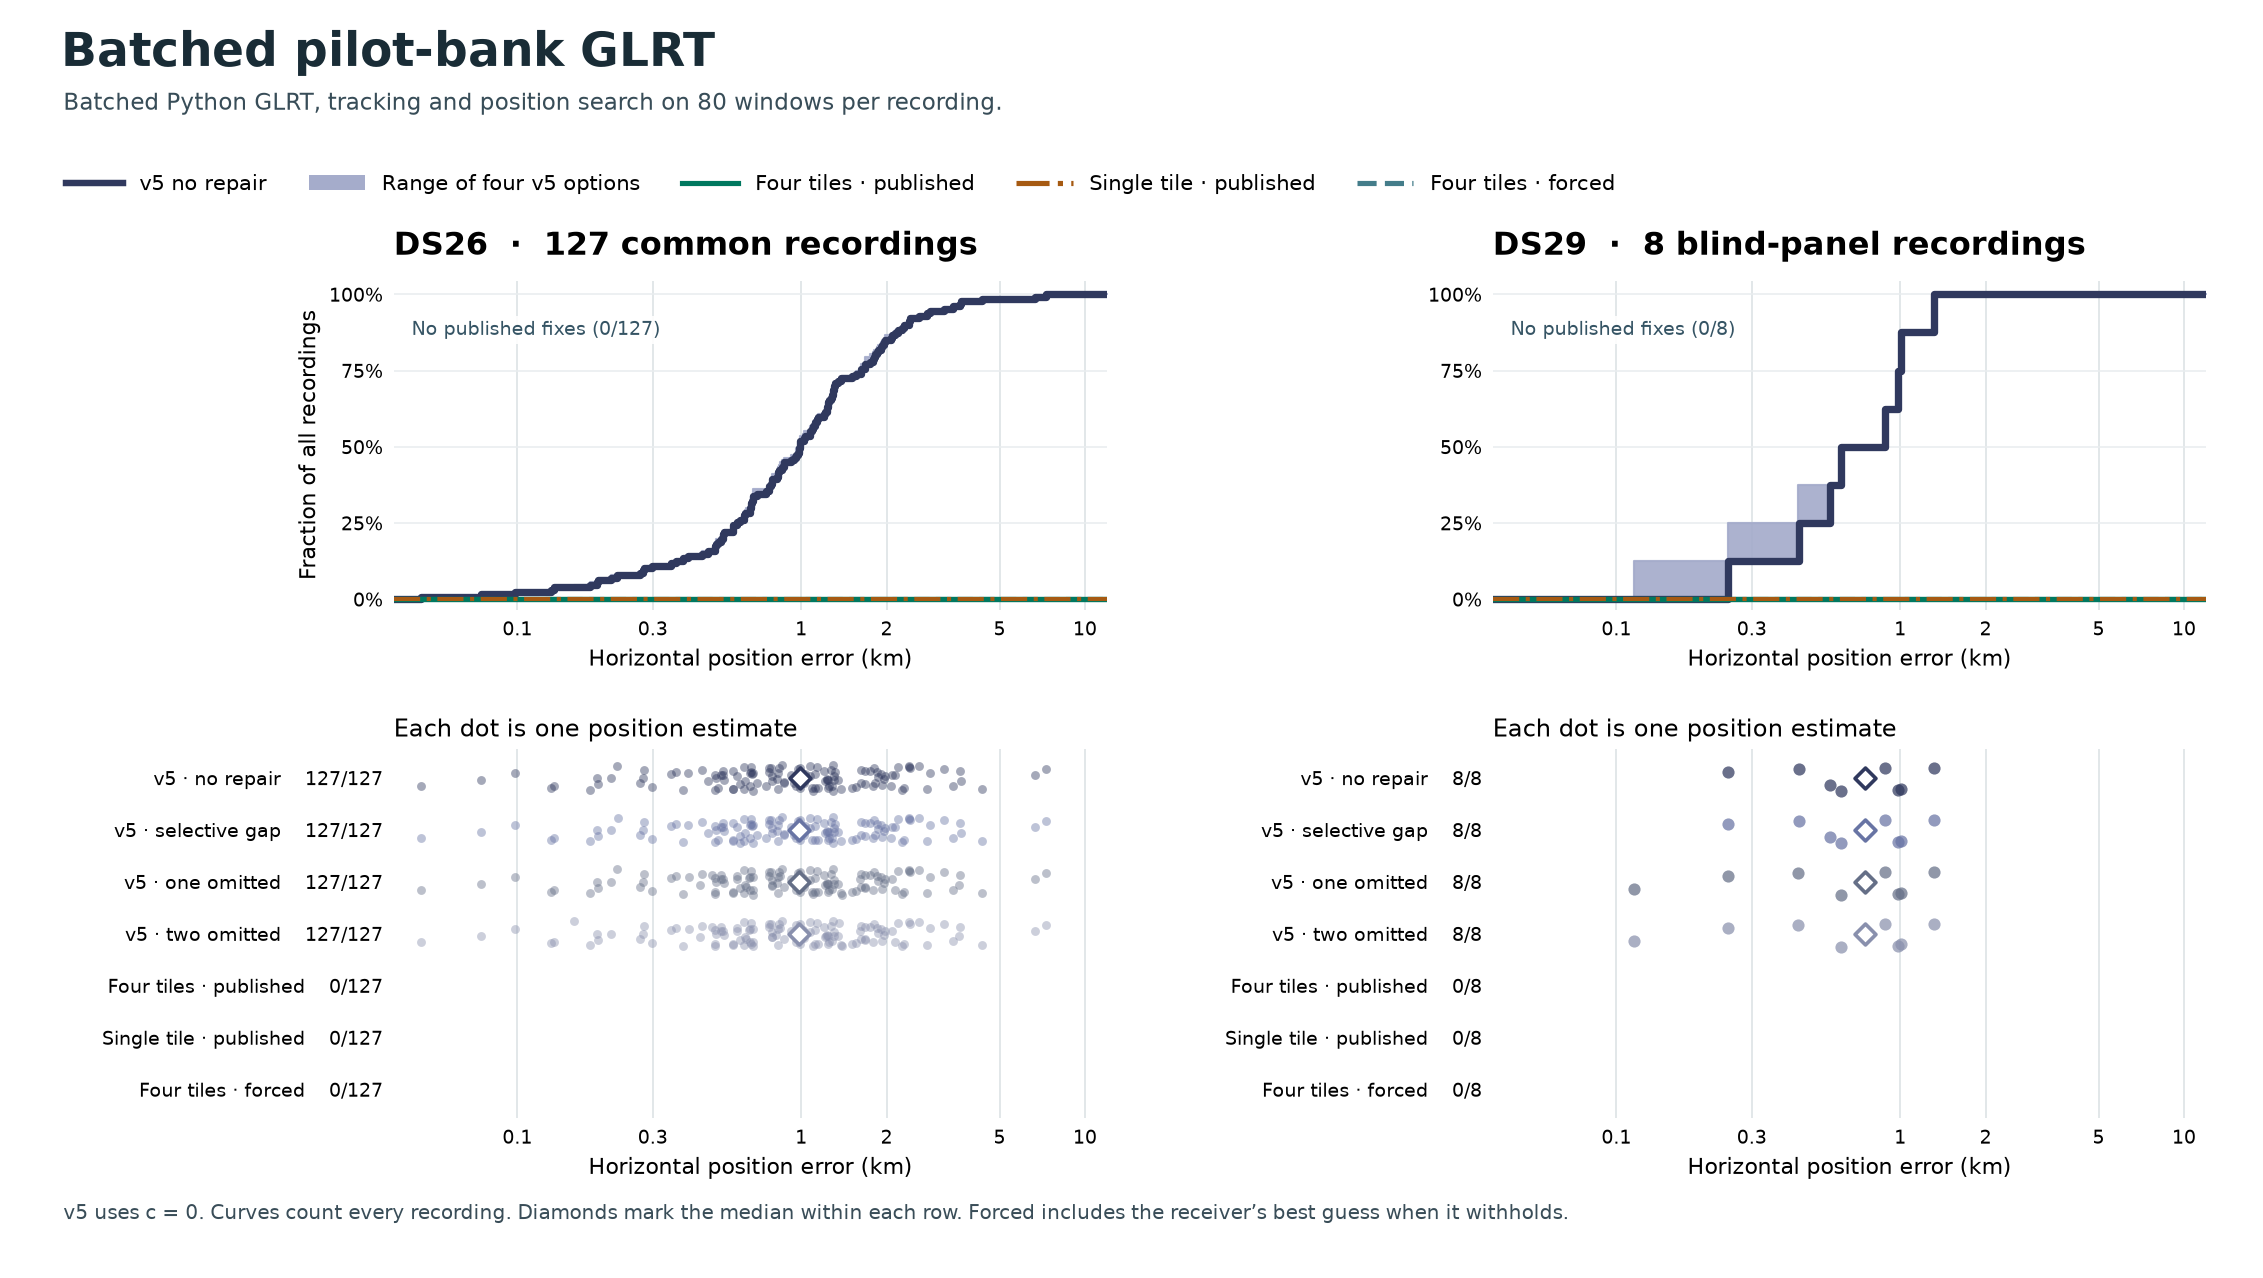 Batched pilot-bank GLRT
Batched Python GLRT, tracking and position search on 80 windows per recording.
v5 no repair
Range of four v5 options
Four tiles · published
Single tile · published
Four tiles · forced
DS26 · 127 common recordings
Fraction of all recordings
100%
75%
50%
25%
0%
No published fixes (0/127)
0.1 0.3 1 2 5 10
Horizontal position error (km)
DS29 · 8 blind-panel recordings
100%
75%
50%
25%
0%
No published fixes (0/8)
0.1 0.3 1 2 5 10
Horizontal position error (km)
Each dot is one position estimate
v5 · no repair 127/127
v5 · selective gap 127/127
v5 · one omitted 127/127
v5 · two omitted 127/127
Four tiles · published 0/127
Single tile · published 0/127
Four tiles · forced 0/127
0.1 0.3 1 2 5 10
Horizontal position error (km)
Each dot is one position estimate
v5 · no repair 8/8
v5 · selective gap 8/8
v5 · one omitted 8/8
v5 · two omitted 8/8
Four tiles · published 0/8
Single tile · published 0/8
Four tiles · forced 0/8
0.1 0.3 1 2 5 10
Horizontal position error (km)
v5 uses c = 0. Curves count every recording. Diamonds mark the median within each row. Forced includes the receiver’s best guess when it withholds.